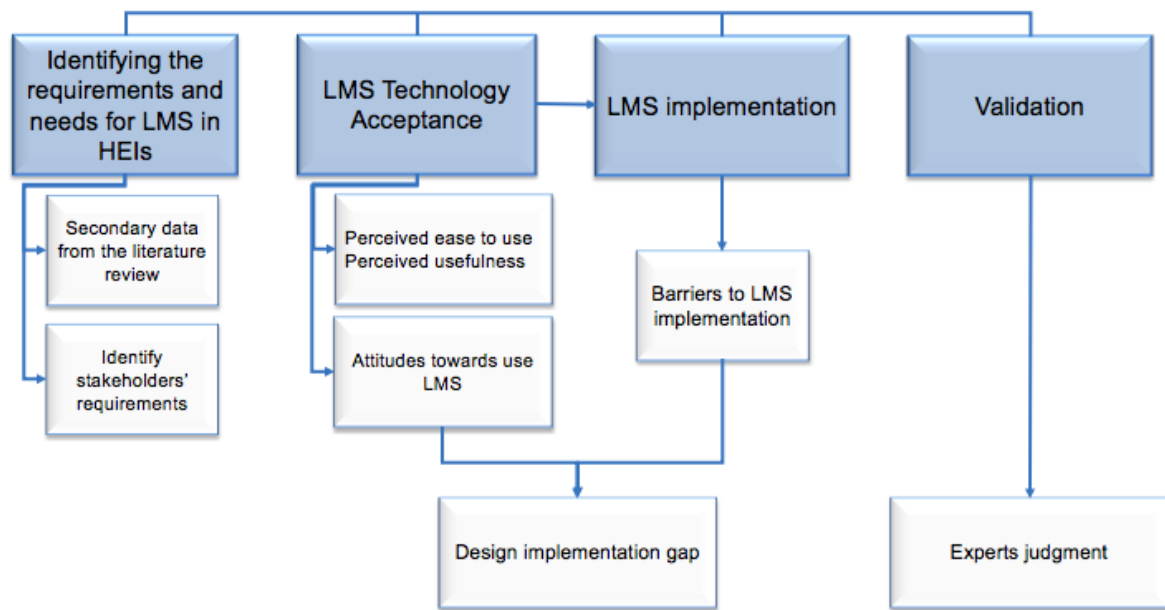 Identifying the
requirements and
needs for LMS in
HEIs
LMS Technology
Acceptance
LMS implementation
Validation
Secondary data
from the literature
review
Perceived ease to use
Perceived usefulness
Barriers to LMS
implementation
Identify
stakeholders'
requirements
Attitudes towards use
LMS
Design implementation gap
Experts judgment